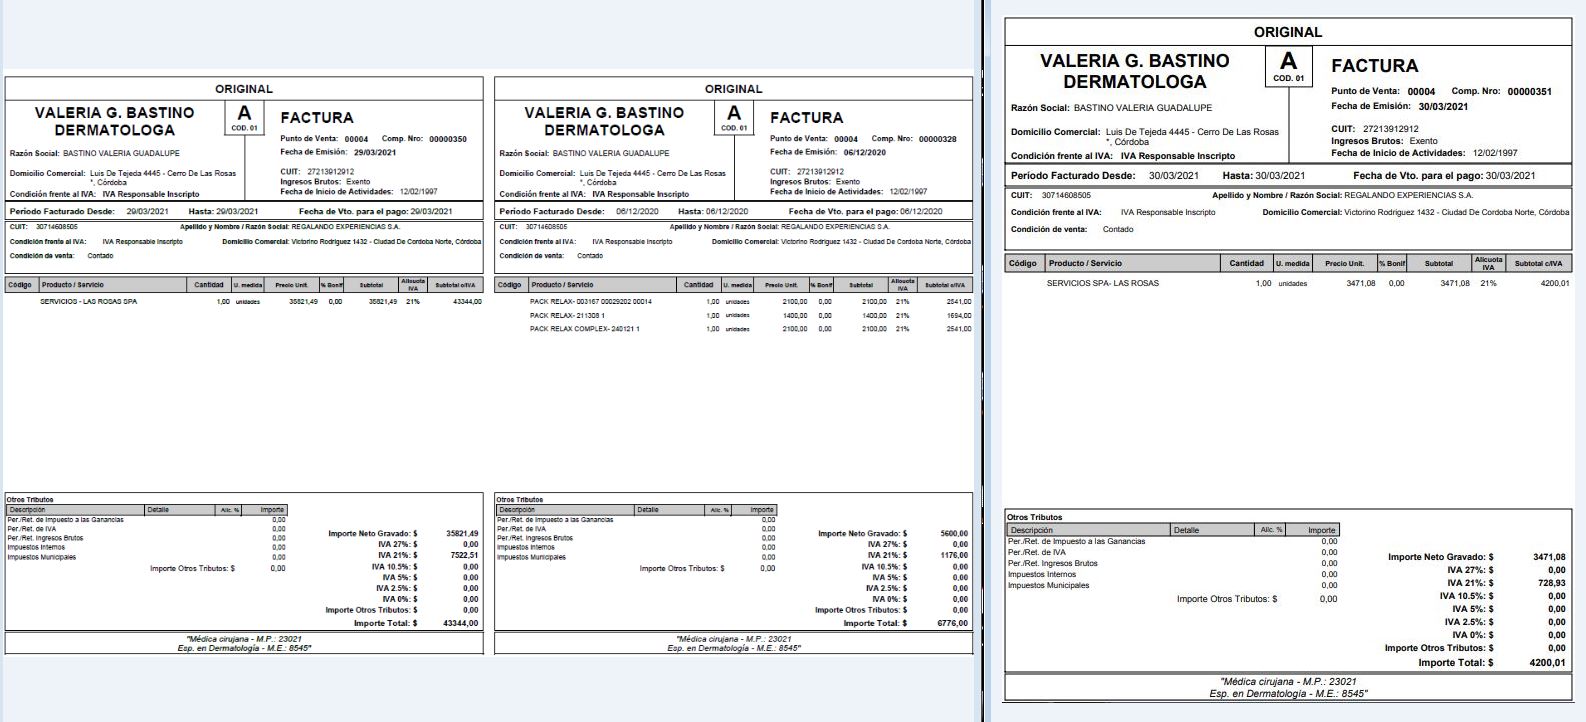 ORIGINAL
VALERIA G. BASTINO
DERMATOLOGA
A
COD. 01
FACTURA
Punto de Venta: 00004 Comp. Nro: 00000350
Fecha de Emisión: 29/03/2021
Razón Social: BASTINO VALERIA GUADALUPE
CUIT: 27213912912
Domicilio Comercial: Luis De Tejeda 4445 - Cerro De Las Rosas
*, Córdoba
Ingresos Brutos: Exento
Condición frente al IVA: IVA Responsable Inscripto
Fecha de Inicio de Actividades: 12/02/1997
Período Facturado Desde: 29/03/2021 Hasta: 29/03/2021 Fecha de Vto. para el pago: 29/03/2021
CUIT: 30714608505 Apellido y Nombre / Razón Social: REGALANDO EXPERIENCIAS S.A.
Condición frente al IVA: IVA Responsable Inscripto Domicilio Comercial: Victorino Rodriguez 1432 - Ciudad De Cordoba Norte, Córdoba
Condición de venta: Contado
Código Producto / Servicio Cantidad U. medida Precio Unit. % Bonif Subtotal Alicuota IVA Subtotal c/IVA
SERVICIOS - LAS ROSAS SPA 1,00 unidades 35821,49 0,00 35821,49 21% 43344,00
Otros Tributos
Descripción Detalle Alic. % Importe
Per./Ret. de Impuesto a las Ganancias 0,00
Per./Ret. de IVA 0,00
Per./Ret. Ingresos Brutos 0,00
Impuestos Internos 0,00
Impuestos Municipales 0,00
Importe Otros Tributos: $ 0,00
Importe Neto Gravado: $ 35821,49
IVA 27%: $ 0,00
IVA 21%: $ 7522,51
IVA 10.5%: $ 0,00
IVA 5%: $ 0,00
IVA 2.5%: $ 0,00
IVA 0%: $ 0,00
Importe Otros Tributos: $ 0,00
Importe Total: $ 43344,00
"Médica cirujana - M.P.: 23021
Esp. en Dermatología - M.E.: 8545"
ORIGINAL
VALERIA G. BASTINO
DERMATOLOGA
A
COD. 01
FACTURA
Punto de Venta: 00004 Comp. Nro: 00000328
Fecha de Emisión: 06/12/2020
Razón Social: BASTINO VALERIA GUADALUPE
CUIT: 27213912912
Domicilio Comercial: Luis De Tejeda 4445 - Cerro De Las Rosas
*, Córdoba
Ingresos Brutos: Exento
Condición frente al IVA: IVA Responsable Inscripto
Fecha de Inicio de Actividades: 12/02/1997
Período Facturado Desde: 06/12/2020 Hasta: 06/12/2020 Fecha de Vto. para el pago: 06/12/2020
CUIT: 30714608505 Apellido y Nombre / Razón Social: REGALANDO EXPERIENCIAS S.A.
Condición frente al IVA: IVA Responsable Inscripto Domicilio Comercial: Victorino Rodriguez 1432 - Ciudad De Cordoba Norte, Córdoba
Condición de venta: Contado
Código Producto / Servicio Cantidad U. medida Precio Unit. % Bonif Subtotal Alicuota IVA Subtotal c/IVA
PACK RELAX- 003167 00029202 00014 1,00 unidades 2100,00 0,00 2100,00 21% 2541,00
PACK RELAX- 211308 1 1,00 unidades 1400,00 0,00 1400,00 21% 1694,00
PACK RELAX COMPLEX- 240121 1 1,00 unidades 2100,00 0,00 2100,00 21% 2541,00
Otros Tributos
Descripción Detalle Alic. % Importe
Per./Ret. de Impuesto a las Ganancias 0,00
Per./Ret. de IVA 0,00
Per./Ret. Ingresos Brutos 0,00
Impuestos Internos 0,00
Impuestos Municipales 0,00
Importe Otros Tributos: $ 0,00
Importe Neto Gravado: $ 5600,00
IVA 27%: $ 0,00
IVA 21%: $ 1176,00
IVA 10.5%: $ 0,00
IVA 5%: $ 0,00
IVA 2.5%: $ 0,00
IVA 0%: $ 0,00
Importe Otros Tributos: $ 0,00
Importe Total: $ 6776,00
"Médica cirujana - M.P.: 23021
Esp. en Dermatología - M.E.: 8545"
ORIGINAL
VALERIA G. BASTINO
DERMATOLOGA
A
COD. 01
FACTURA
Punto de Venta: 00004 Comp. Nro: 00000351
Fecha de Emisión: 30/03/2021
Razón Social: BASTINO VALERIA GUADALUPE
CUIT: 27213912912
Domicilio Comercial: Luis De Tejeda 4445 - Cerro De Las Rosas
*, Córdoba
Ingresos Brutos: Exento
Condición frente al IVA: IVA Responsable Inscripto
Fecha de Inicio de Actividades: 12/02/1997
Período Facturado Desde: 30/03/2021 Hasta: 30/03/2021 Fecha de Vto. para el pago: 30/03/2021
CUIT: 30714608505 Apellido y Nombre / Razón Social: REGALANDO EXPERIENCIAS S.A.
Condición frente al IVA: IVA Responsable Inscripto Domicilio Comercial: Victorino Rodriguez 1432 - Ciudad De Cordoba Norte, Córdoba
Condición de venta: Contado
Código Producto / Servicio Cantidad U. medida Precio Unit. % Bonif Subtotal Alicuota IVA Subtotal c/IVA
SERVICIOS SPA- LAS ROSAS 1,00 unidades 3471,08 0,00 3471,08 21% 4200,01
Otros Tributos
Descripción Detalle Alic. % Importe
Per./Ret. de Impuesto a las Ganancias 0,00
Per./Ret. de IVA 0,00
Per./Ret. Ingresos Brutos 0,00
Impuestos Internos 0,00
Impuestos Municipales 0,00
Importe Otros Tributos: $ 0,00
Importe Neto Gravado: $ 3471,08
IVA 27%: $ 0,00
IVA 21%: $ 728,93
IVA 10.5%: $ 0,00
IVA 5%: $ 0,00
IVA 2.5%: $ 0,00
IVA 0%: $ 0,00
Importe Otros Tributos: $ 0,00
Importe Total: $ 4200,01
"Médica cirujana - M.P.: 23021
Esp. en Dermatología - M.E.: 8545"